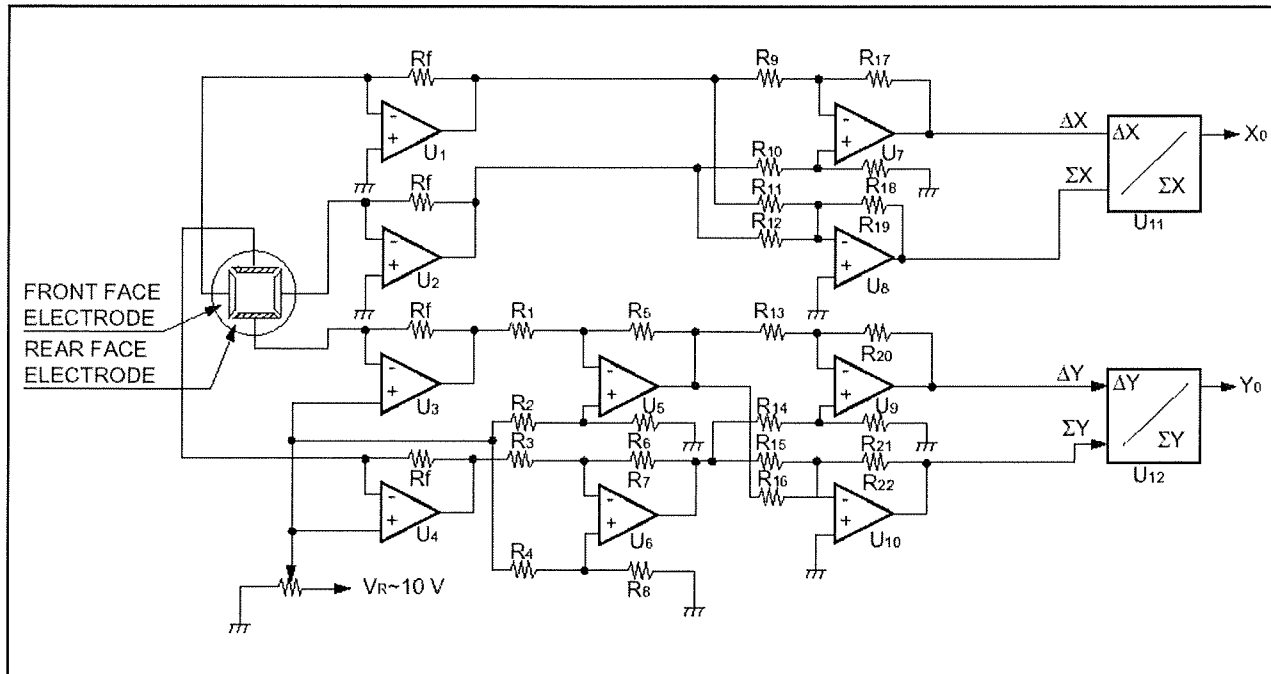 Rf
R9
R17
U1
U7
ΔX
ΔX
X0
ΣX
ΣX
U11
Rf
R10
R11
R18
R12
R19
U2
U8
FRONT FACE
ELECTRODE
REAR FACE
ELECTRODE
Rf
R1
R5
R13
R20
U3
U5
U9
ΔY
ΔY
Y0
ΣY
ΣY
U12
R2
R14
R3
R6
R15
R21
Rf
R7
R16
R22
U4
U6
U10
R4
R8
VR~10 V